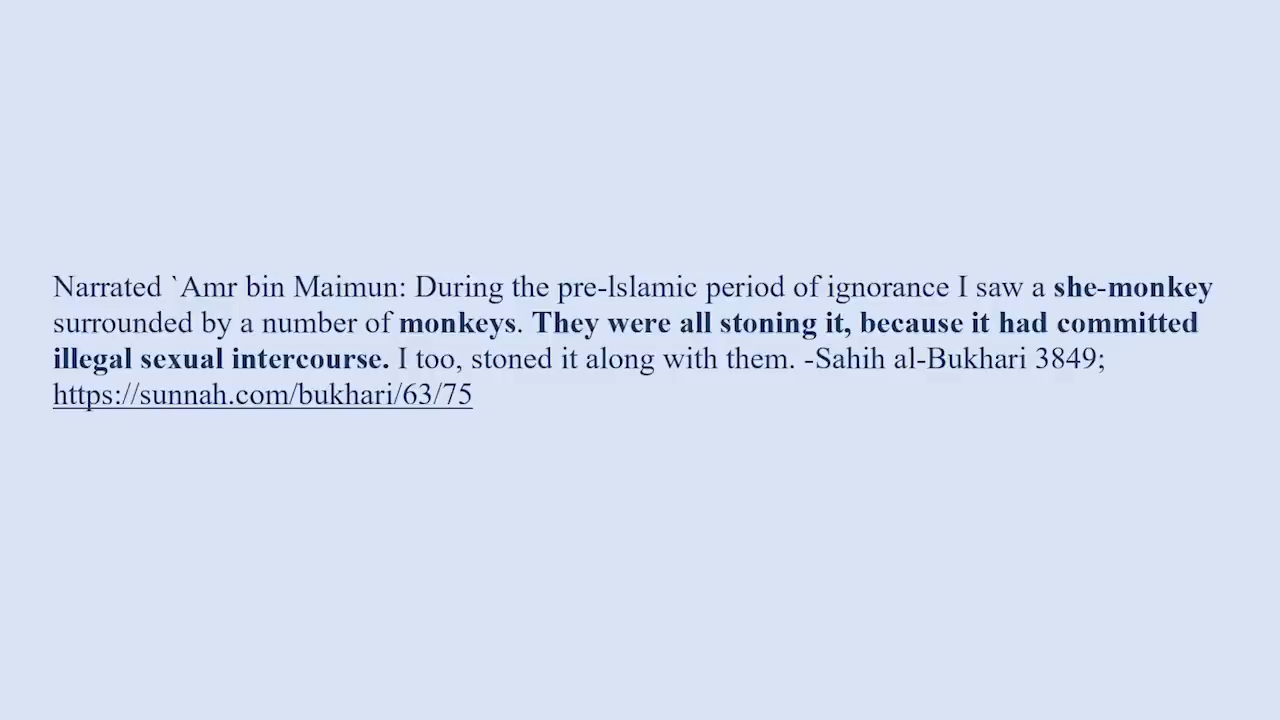 Narrated `Amr bin Maimun: During the pre-lslamic period of ignorance I saw a she-monkey
surrounded by a number of monkeys. They were all stoning it, because it had committed
illegal sexual intercourse. I too, stoned it along with them. -Sahih al-Bukhari 3849;
https://sunnah.com/bukhari/63/75